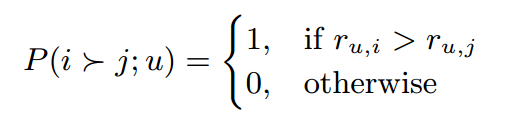 P(i ≻ j; u) = { 1, if r_{u,i} > r_{u,j}
0, otherwise